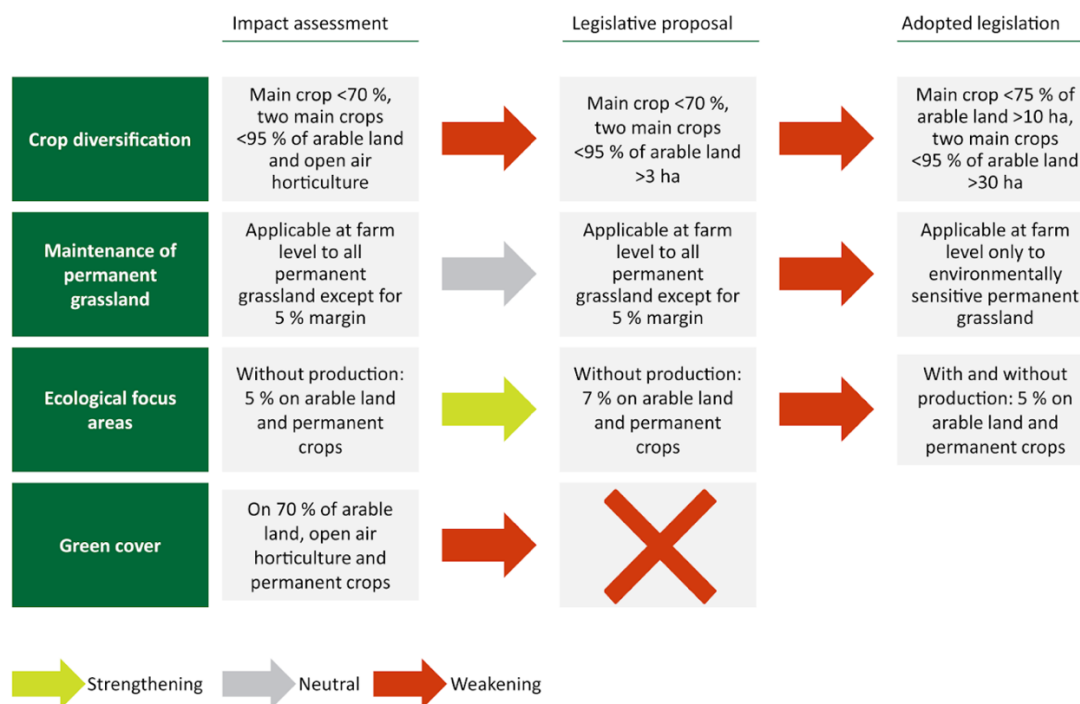 Impact assessment
Legislative proposal
Adopted legislation
Crop diversification
Main crop <70 %,
two main crops
<95 % of arable land
and open air
horticulture
Main crop <70 %,
two main crops
<95 % of arable land
>3 ha
Main crop <75 % of
arable land >10 ha,
two main crops
<95 % of arable land
>30 ha
Maintenance of
permanent
grassland
Applicable at farm
level to all
permanent
grassland except for
5 % margin
Applicable at farm
level to all
permanent
grassland except for
5 % margin
Applicable at farm
level only to
environmentally
sensitive permanent
grassland
Ecological focus
areas
Without production:
5 % on arable land
and permanent
crops
Without production:
7 % on arable land
and permanent
crops
With and without
production: 5 % on
arable land and
permanent crops
Green cover
On 70 % of arable
land, open air
horticulture and
permanent crops
Strengthening
Neutral
Weakening